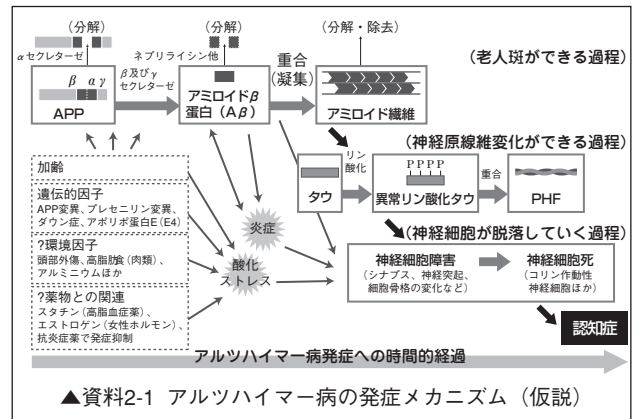 (分解)
(分解)
(分解・除去)
αセクレターゼ
ネプリライシン他
(老人斑ができる過程)
β αγ
APP
β及びγ
セクレターゼ
アミロイドβ
蛋白(Aβ)
重合
(凝集)
アミロイド繊維
(神経原線維変化ができる過程)
リン
酸化
PPPP
重合
タウ
異常リン酸化タウ
PHF
(神経細胞が脱落していく過程)
加齢
遺伝的因子
APP変異、プレセニリン変異、
ダウン症、アポリポ蛋白E(E4)
?環境因子
頭部外傷、高脂肪食(肉類)、
アルミニウムほか
?薬物との関連
スタチン(高脂血症薬)、
エストロゲン(女性ホルモン)、
抗炎症薬で発症抑制
炎症
酸化
ストレス
神経細胞障害
(シナプス、神経突起、
細胞骨格の変化など)
神経細胞死
(コリン作動性
神経細胞ほか)
認知症
アルツハイマー病発症への時間的経過
▲資料2-1 アルツハイマー病の発症メカニズム(仮説)